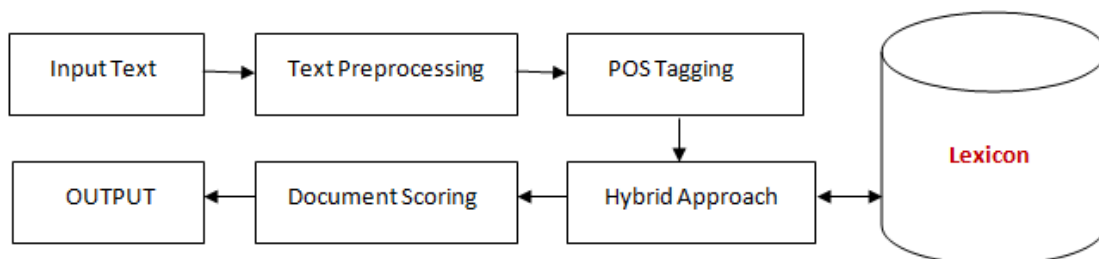 Input Text
Text Preprocessing
POS Tagging
Lexicon
OUTPUT
Document Scoring
Hybrid Approach